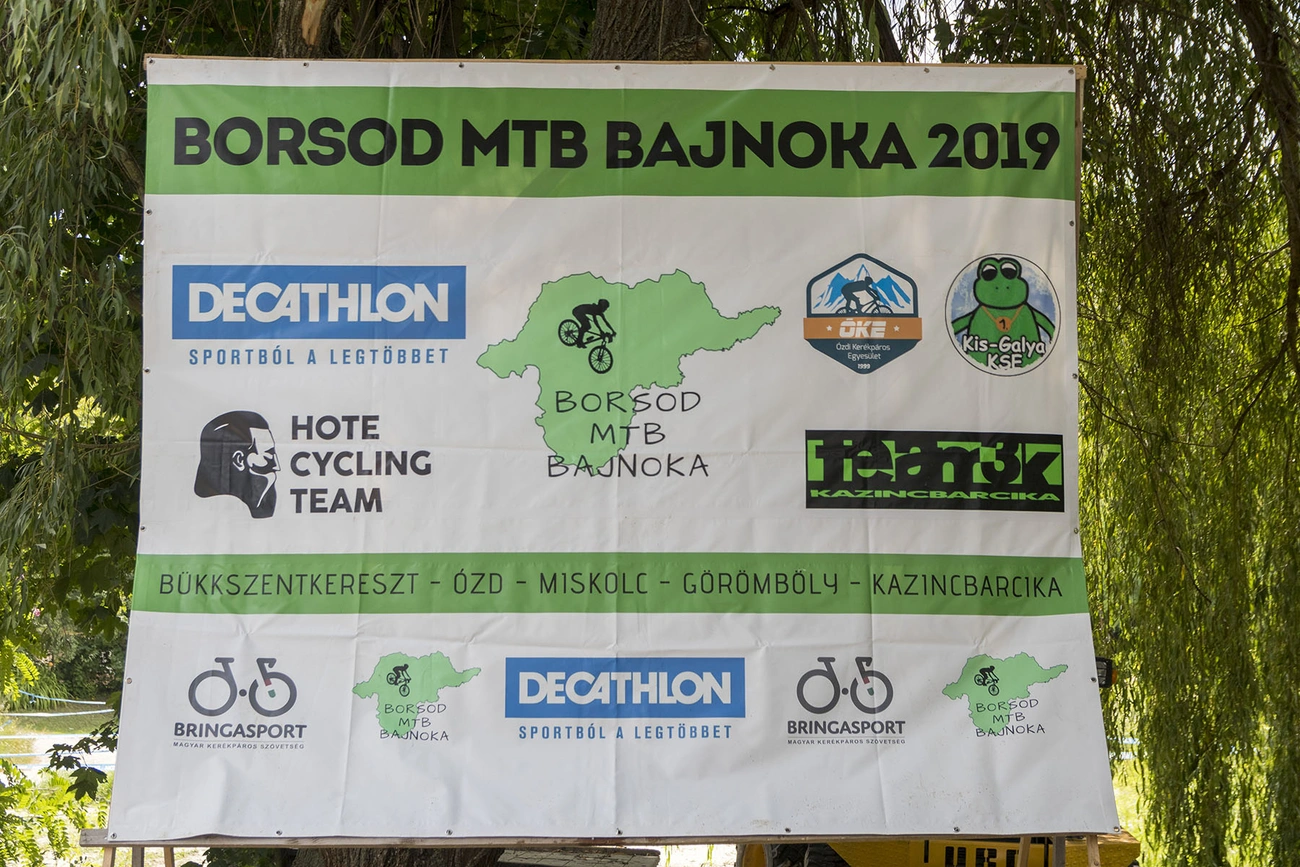 BORSOD MTB BAJNOKA 2019
DECATHLON
SPORTBÓL A LEGTÖBBET
BORSOD
MTB
BAJNOKA
ÓKE
Ózdi Kerékpáros
Egyesület
1999
1.
Kis-Galya
KSE
HOTE
CYCLING
TEAM
Team3k
KAZINCBARCIKA
BÜKKSZENTKERESZT - ÓZD - MISKOLC - GÖRÖMBÖLY - KAZINCBARCIKA
BRINGASPORT
MAGYAR KERÉKPÁROS SZÖVETSÉG
BORSOD
MTB
BAJNOKA
DECATHLON
SPORTBÓL A LEGTÖBBET
BRINGASPORT
MAGYAR KERÉKPÁROS SZÖVETSÉG
BORSOD
MTB
BAJNOKA